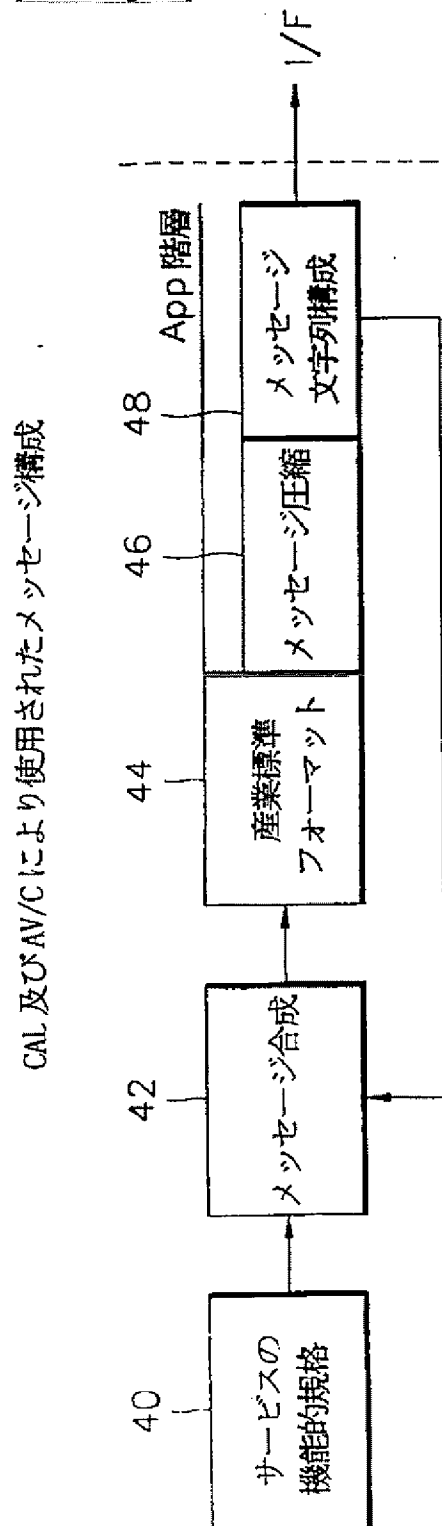 CAL及びAV/Cにより使用されたメッセージ構成
40
サービスの
機能的規格
42
メッセージ合成
44
産業標準
フォーマット
46
メッセージ圧縮
48
メッセージ
文字列構成
App階層
I/F